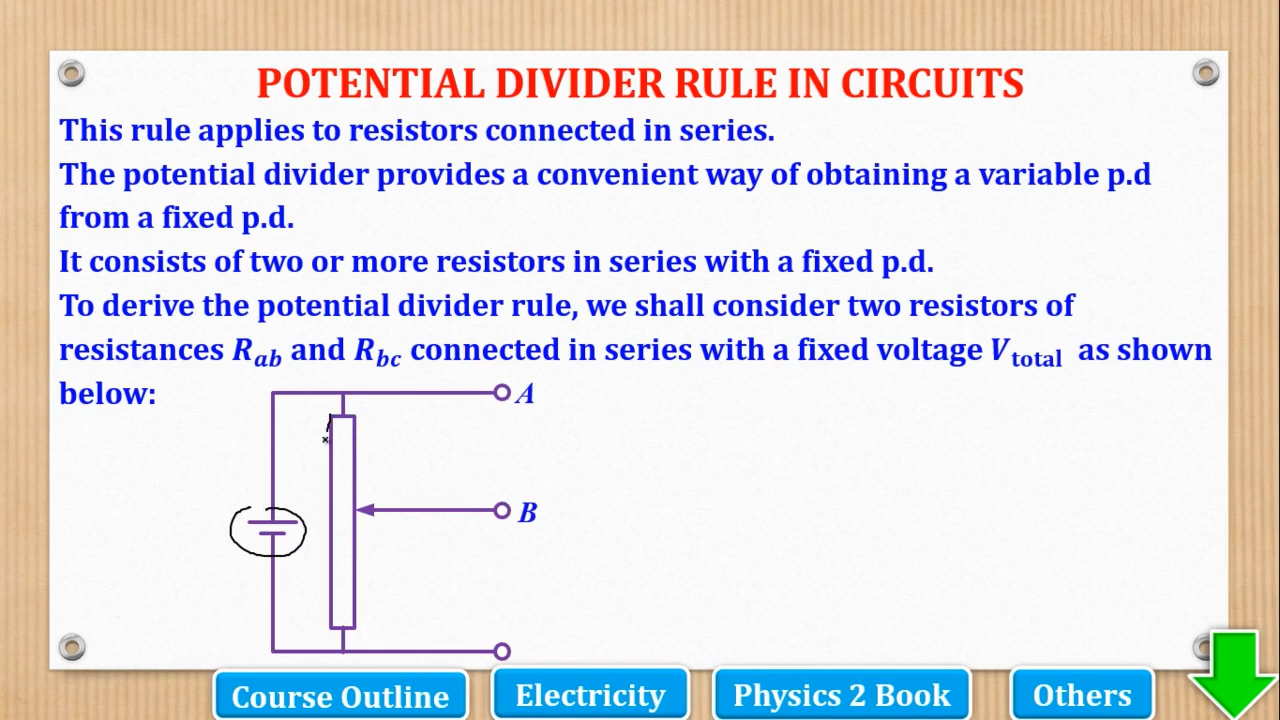 POTENTIAL DIVIDER RULE IN CIRCUITS
This rule applies to resistors connected in series.
The potential divider provides a convenient way of obtaining a variable p.d
from a fixed p.d.
It consists of two or more resistors in series with a fixed p.d.
To derive the potential divider rule, we shall consider two resistors of
resistances R_ab and R_bc connected in series with a fixed voltage V_total as shown
below:
A
B
Course Outline
Electricity
Physics 2 Book
Others